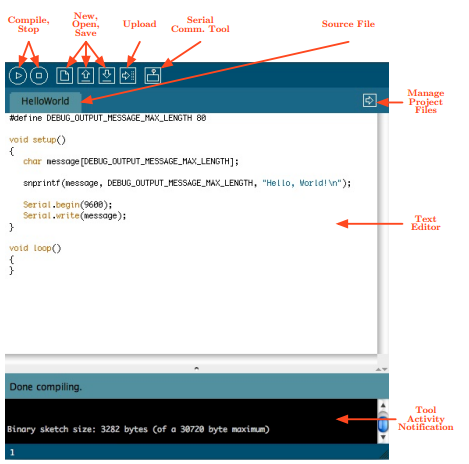 Compile,
Stop
New,
Open,
Save
Upload
Serial
Comm. Tool
Source File
HelloWorld
Manage
Project
Files
#define DEBUG_OUTPUT_MESSAGE_MAX_LENGTH 80
void setup()
{
char message[DEBUG_OUTPUT_MESSAGE_MAX_LENGTH];
snprintf(message, DEBUG_OUTPUT_MESSAGE_MAX_LENGTH, "Hello, World!\n");
Serial.begin(9600);
Serial.write(message);
}
Text
Editor
void loop()
{
}
Done compiling.
Binary sketch size: 3282 bytes (of a 30720 byte maximum)
Tool
Activity
Notification
1